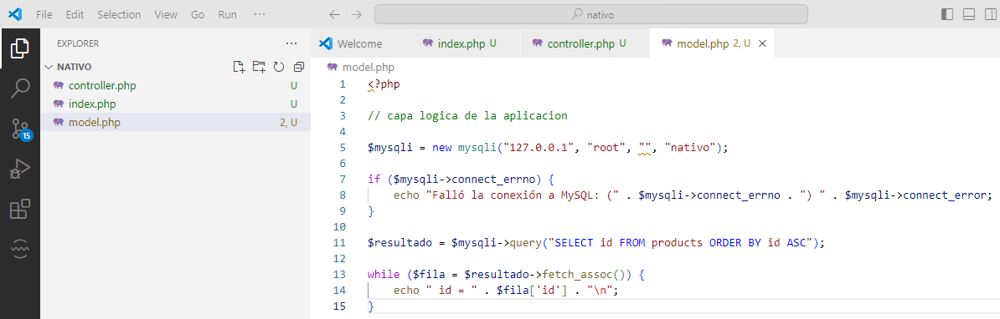 File Edit Selection View Go Run ··· ← → nativo
EXPLORER ···
Welcome
index.php U
controller.php U
model.php 2, U ×
NATIVO
controller.php U
index.php U
model.php 2, U
15
model.php
1 <?php
2
3 // capa logica de la aplicacion
4
5 $mysqli = new mysqli("127.0.0.1", "root", "", "nativo");
6
7 if ($mysqli->connect_errno) {
8 echo "Falló la conexión a MySQL: (" . $mysqli->connect_errno . ") " . $mysqli->connect_error;
9 }
10
11 $resultado = $mysqli->query("SELECT id FROM products ORDER BY id ASC");
12
13 while ($fila = $resultado->fetch_assoc()) {
14 echo " id = " . $fila['id'] . "\n";
15 }